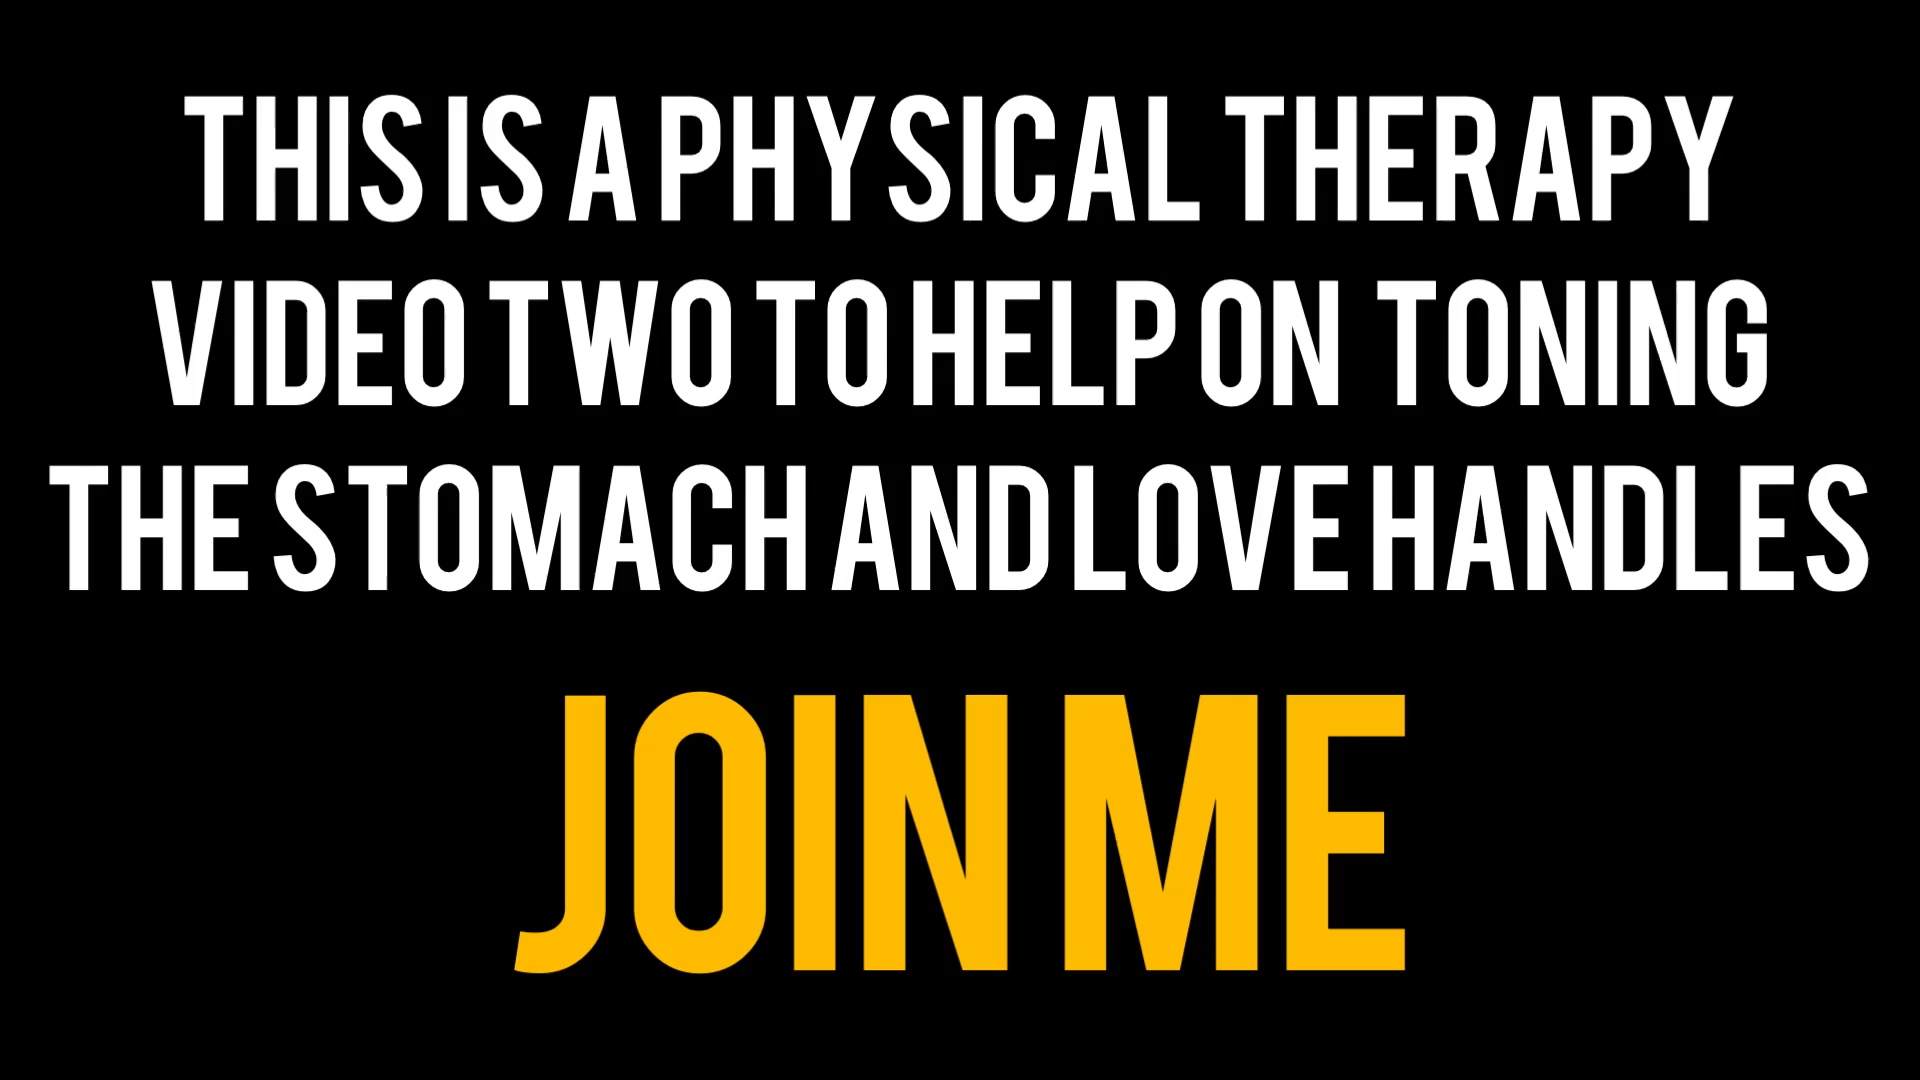 THIS IS A PHYSICAL THERAPY
VIDEO TWO TO HELP ON TONING
THE STOMACH AND LOVE HANDLES
JOIN ME